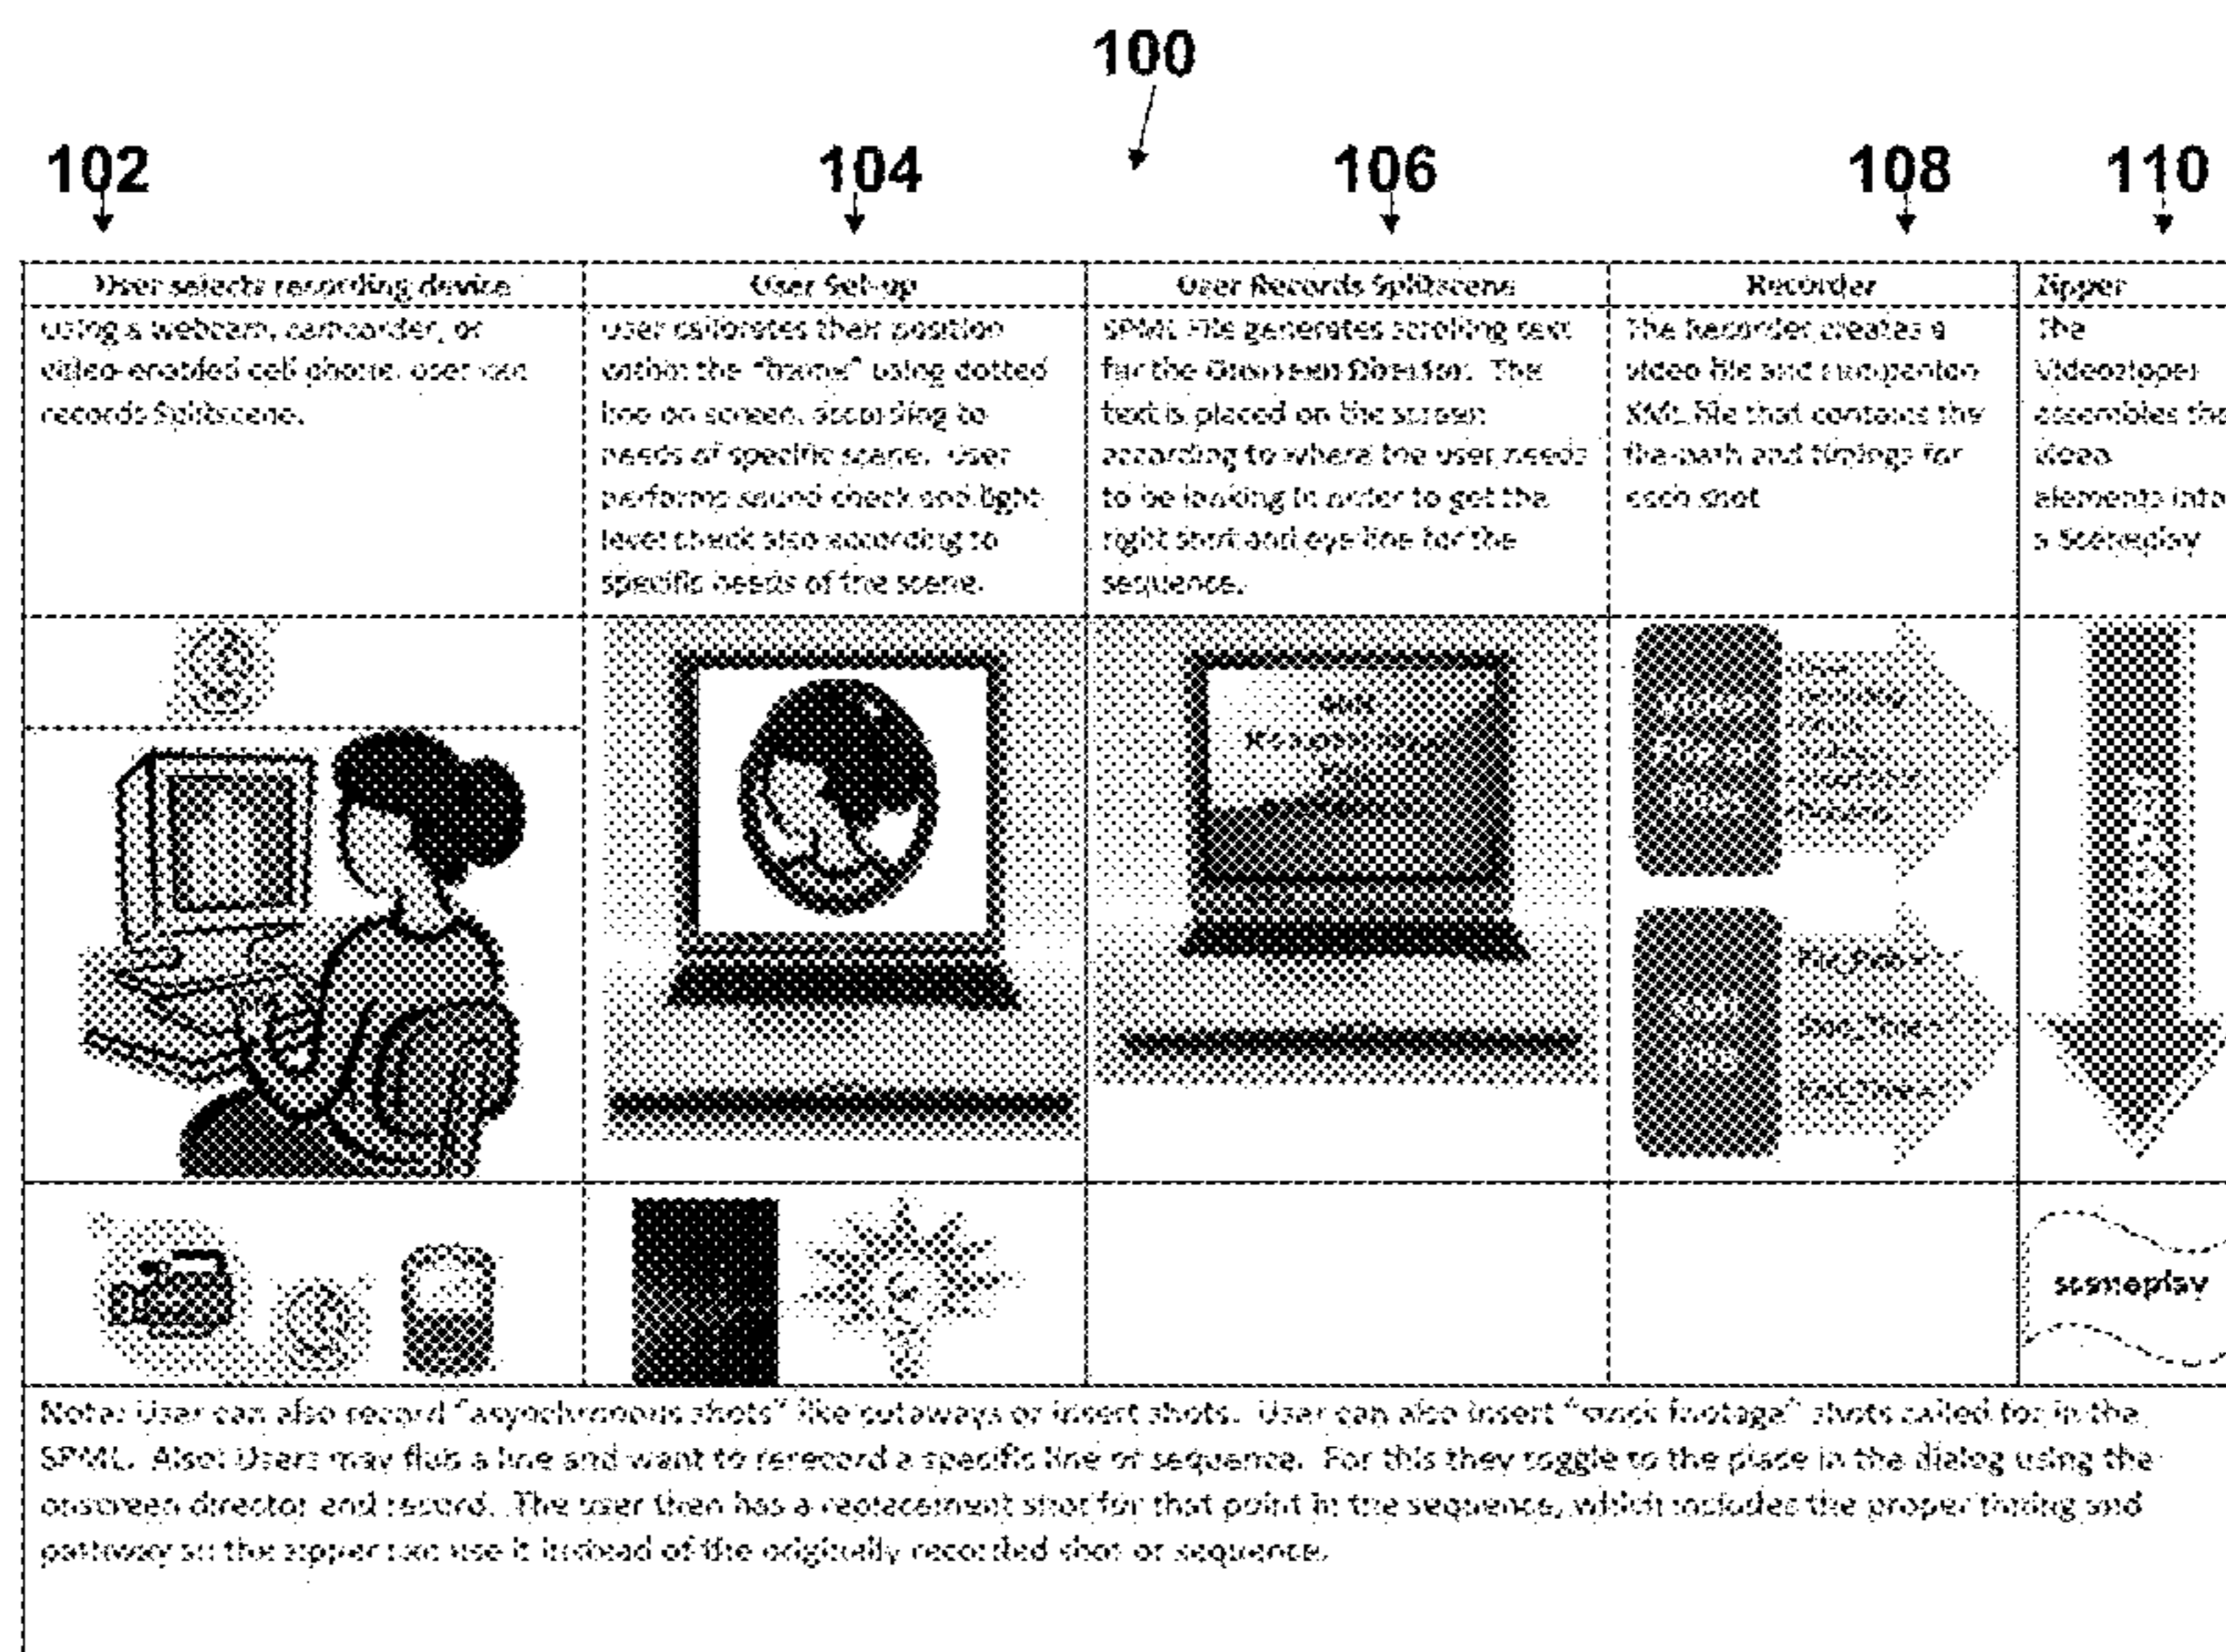 100
102
104
106
108
110
User selects recording device
User Set-up
User Records Splitscene
Recorder
Zipper
Using a webcam, camcorder, or
video-enabled cell phone, user can
records Splitscene.
User calibrates their position
within the "frame" using dotted
line on screen, according to
needs of specific scene. User
performs sound check and light
level check also according to
specific needs of the scene.
SPML File generates scrolling text
for the Onscreen Director. The
text is placed on the screen
according to where the user needs
to be looking in order to get the
right shot and eye line for the
sequence.
The Recorder creates a
video file and companion
XML file that contains the
file path and timings for
each shot
The
Videozipper
assembles the
video
elements into
a Sceneplay
File Path
XML
File
sceneplay
Note: User can also record "asynchronous shots" like cutaways or insert shots. User can also insert "stock footage" shots called for in the
SPML. Also: Users may flub a line and want to rerecord a specific line or sequence. For this they toggle to the place in the dialog using the
onscreen director and record. The user then has a replacement shot for that point in the sequence, which includes the proper timing and
pathway so the zipper can use it instead of the originally recorded shot or sequence.